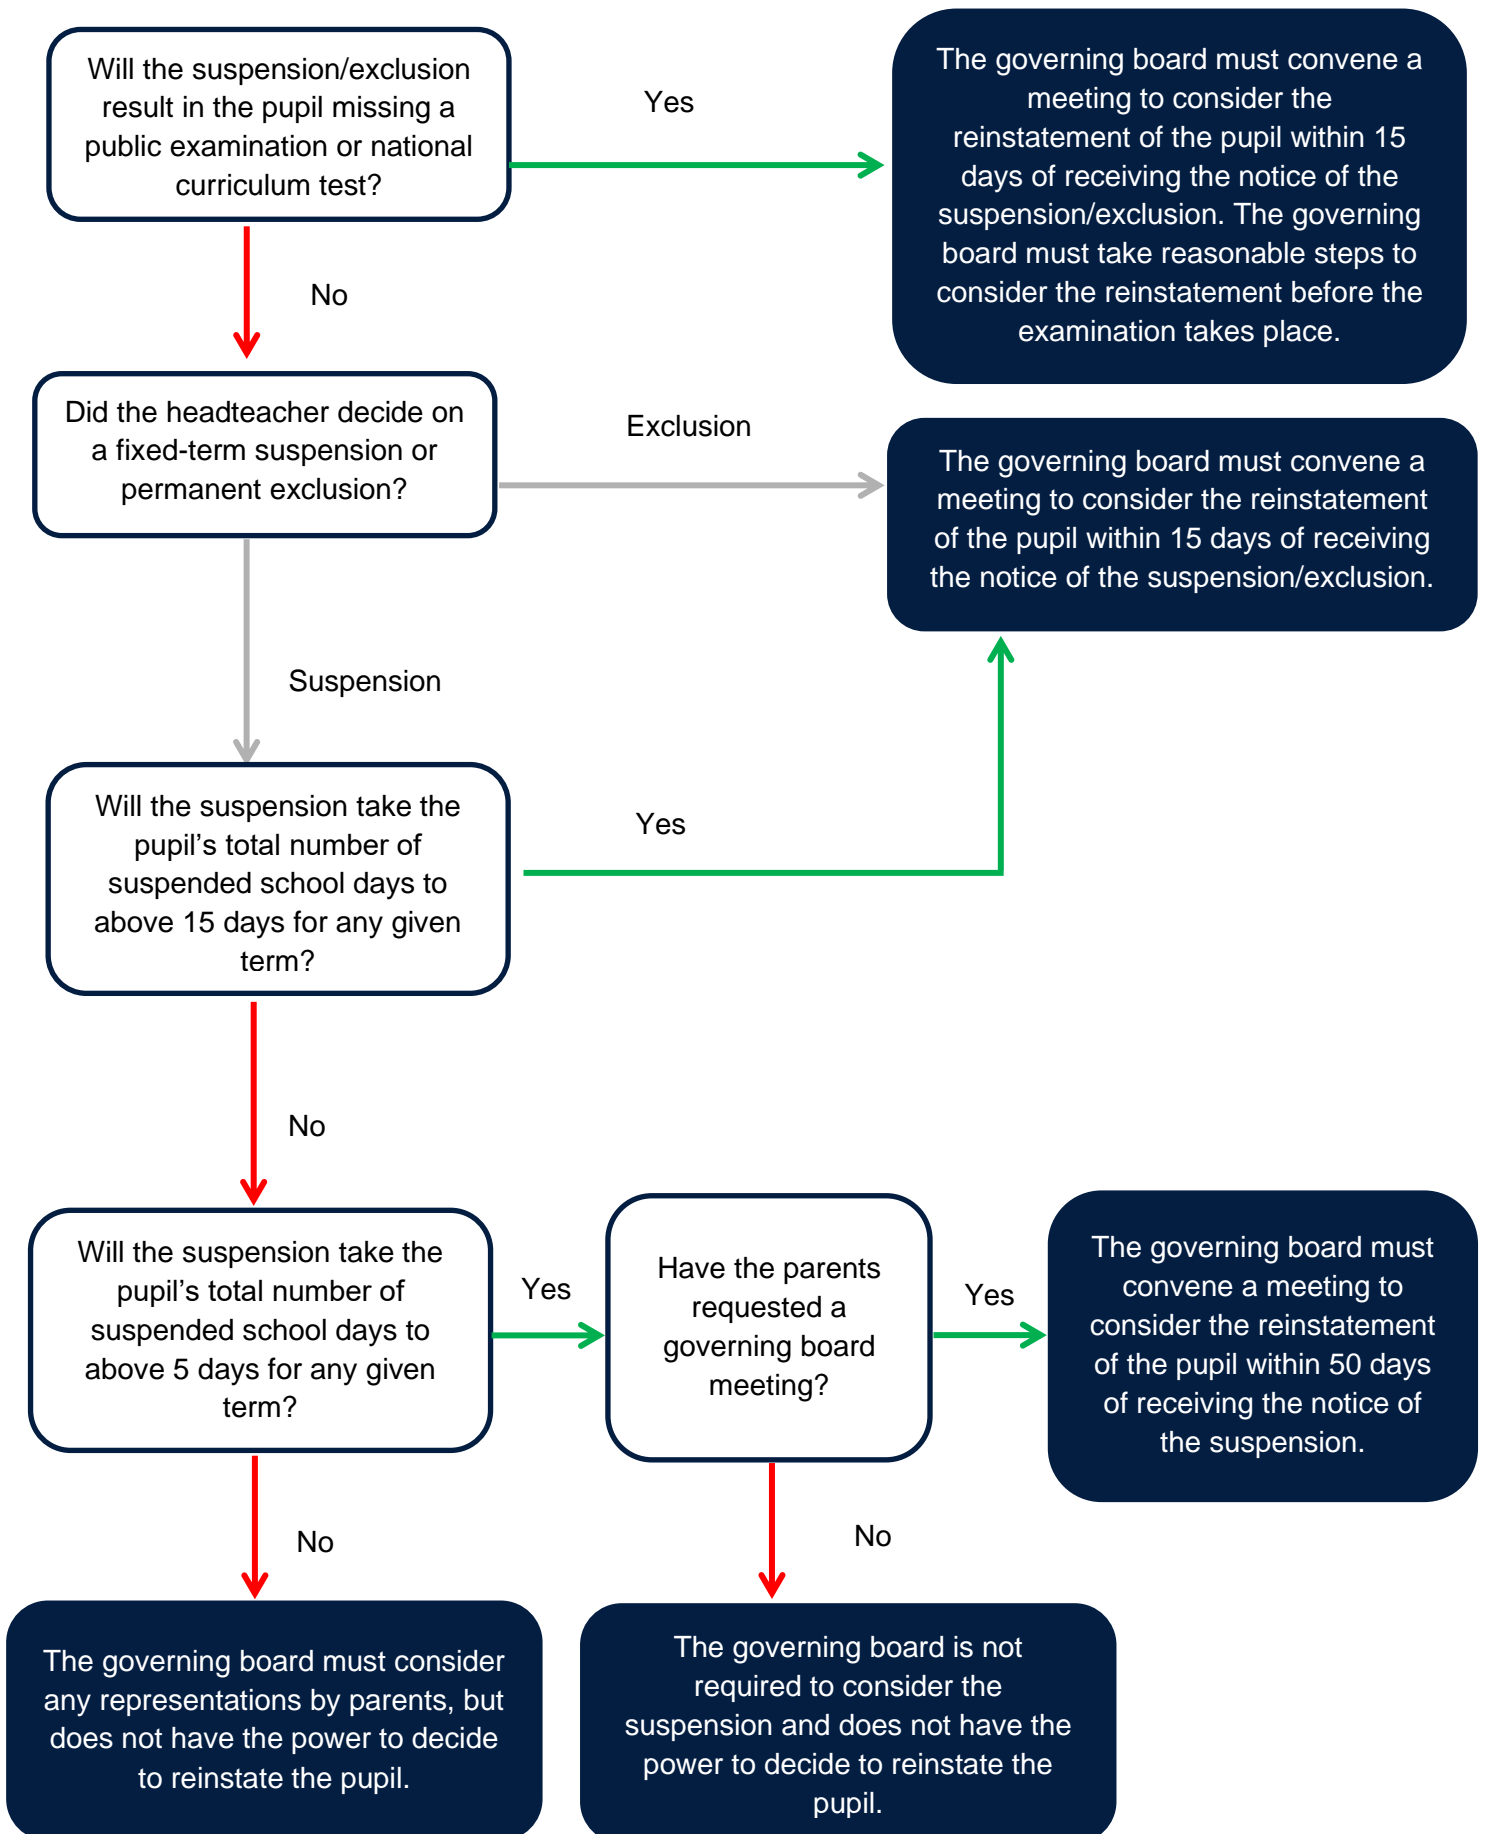 Will the suspension/exclusion
result in the pupil missing a
public examination or national
curriculum test?
Yes
The governing board must convene a
meeting to consider the
reinstatement of the pupil within 15
days of receiving the notice of the
suspension/exclusion. The governing
board must take reasonable steps to
consider the reinstatement before the
examination takes place.
No
Did the headteacher decide on
a fixed-term suspension or
permanent exclusion?
Exclusion
The governing board must convene a
meeting to consider the reinstatement
of the pupil within 15 days of receiving
the notice of the suspension/exclusion.
Suspension
Will the suspension take the
pupil’s total number of
suspended school days to
above 15 days for any given
term?
Yes
No
Will the suspension take the
pupil’s total number of
suspended school days to
above 5 days for any given
term?
Yes
Have the parents
requested a
governing board
meeting?
Yes
The governing board must
convene a meeting to
consider the reinstatement
of the pupil within 50 days
of receiving the notice of
the suspension.
No
No
The governing board must consider
any representations by parents, but
does not have the power to decide
to reinstate the pupil.
The governing board is not
required to consider the
suspension and does not have the
power to decide to reinstate the
pupil.